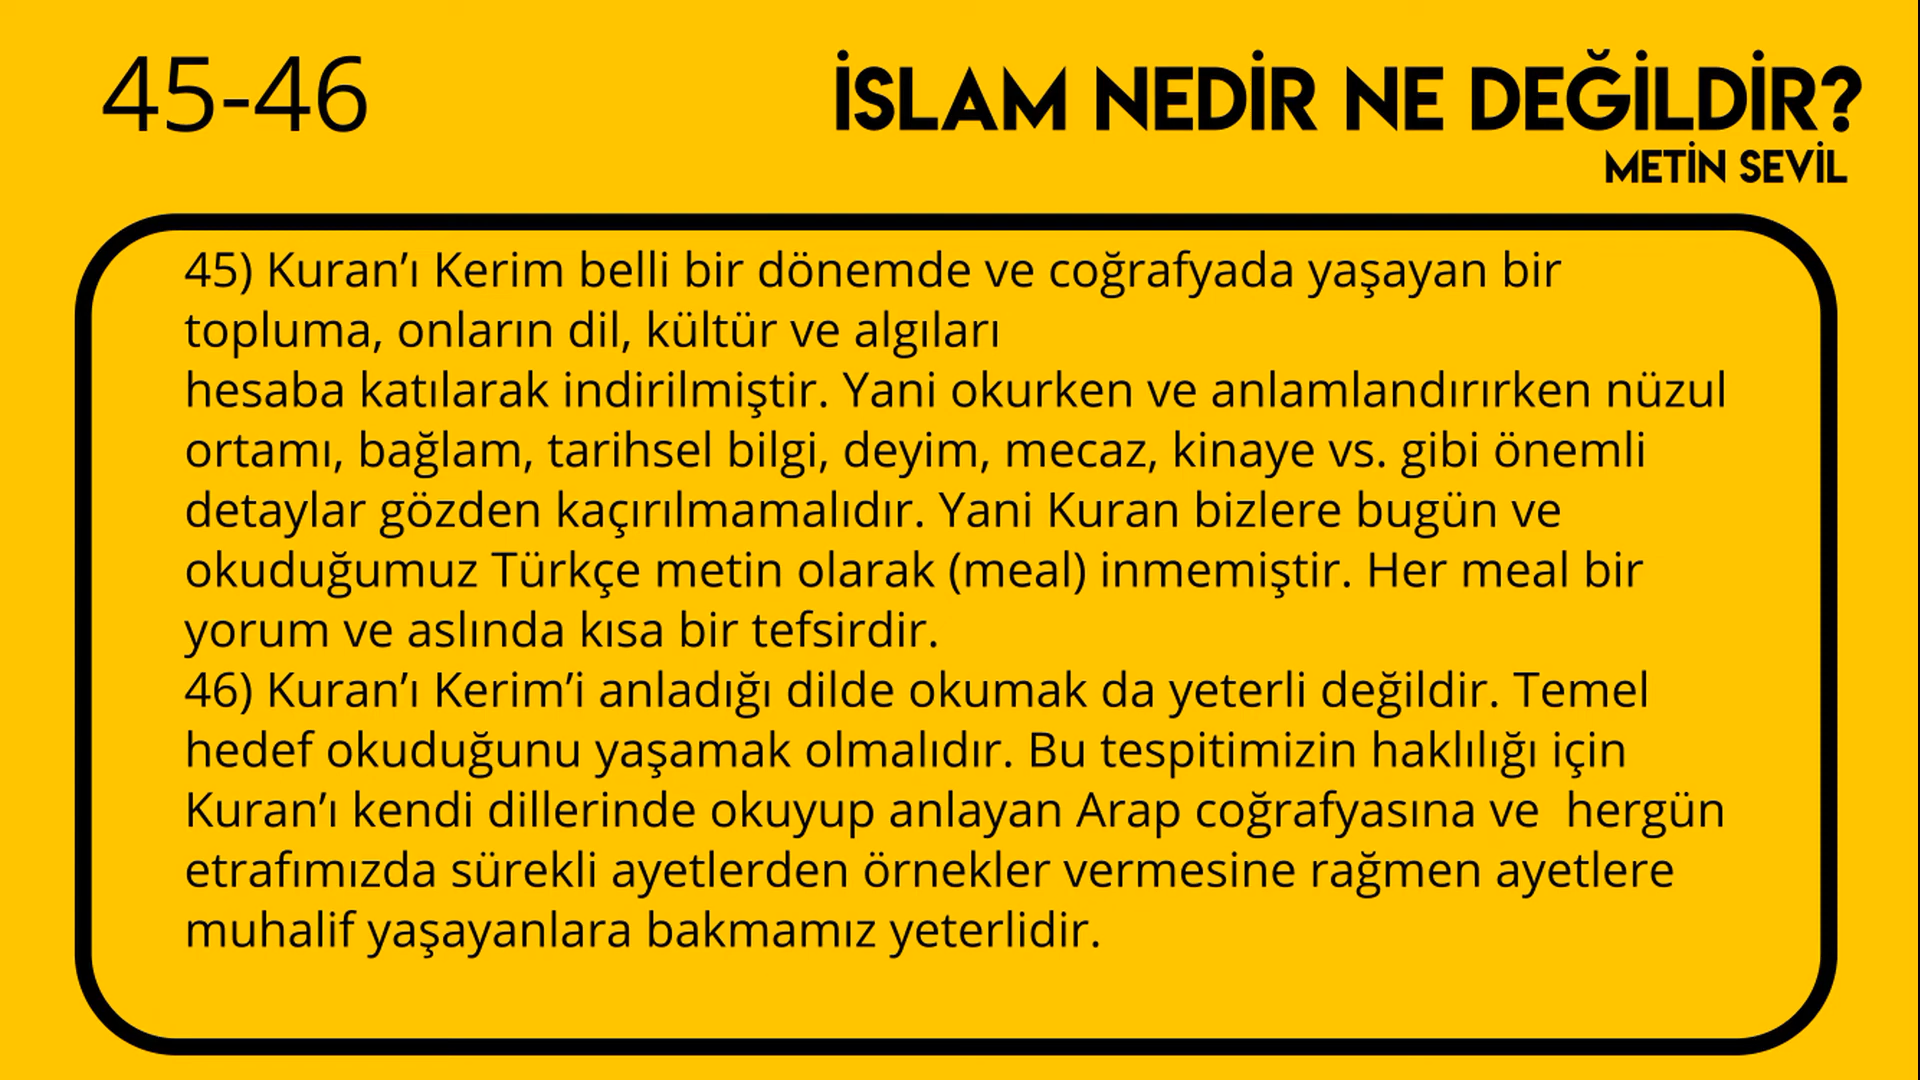 45-46
İSLAM NEDİR NE DEĞİLDİR?
METİN SEVİL
45) Kuran’ı Kerim belli bir dönemde ve coğrafyada yaşayan bir
topluma, onların dil, kültür ve algıları
hesaba katılarak indirilmiştir. Yani okurken ve anlamlandırırken nüzul
ortamı, bağlam, tarihsel bilgi, deyim, mecaz, kinaye vs. gibi önemli
detaylar gözden kaçırılmamalıdır. Yani Kuran bizlere bugün ve
okuduğumuz Türkçe metin olarak (meal) inmemiştir. Her meal bir
yorum ve aslında kısa bir tefsirdir.
46) Kuran’ı Kerim’i anladığı dilde okumak da yeterli değildir. Temel
hedef okuduğunu yaşamak olmalıdır. Bu tespitimizin haklılığı için
Kuran’ı kendi dillerinde okuyup anlayan Arap coğrafyasına ve  hergün
etrafımızda sürekli ayetlerden örnekler vermesine rağmen ayetlere
muhalif yaşayanlara bakmamız yeterlidir.